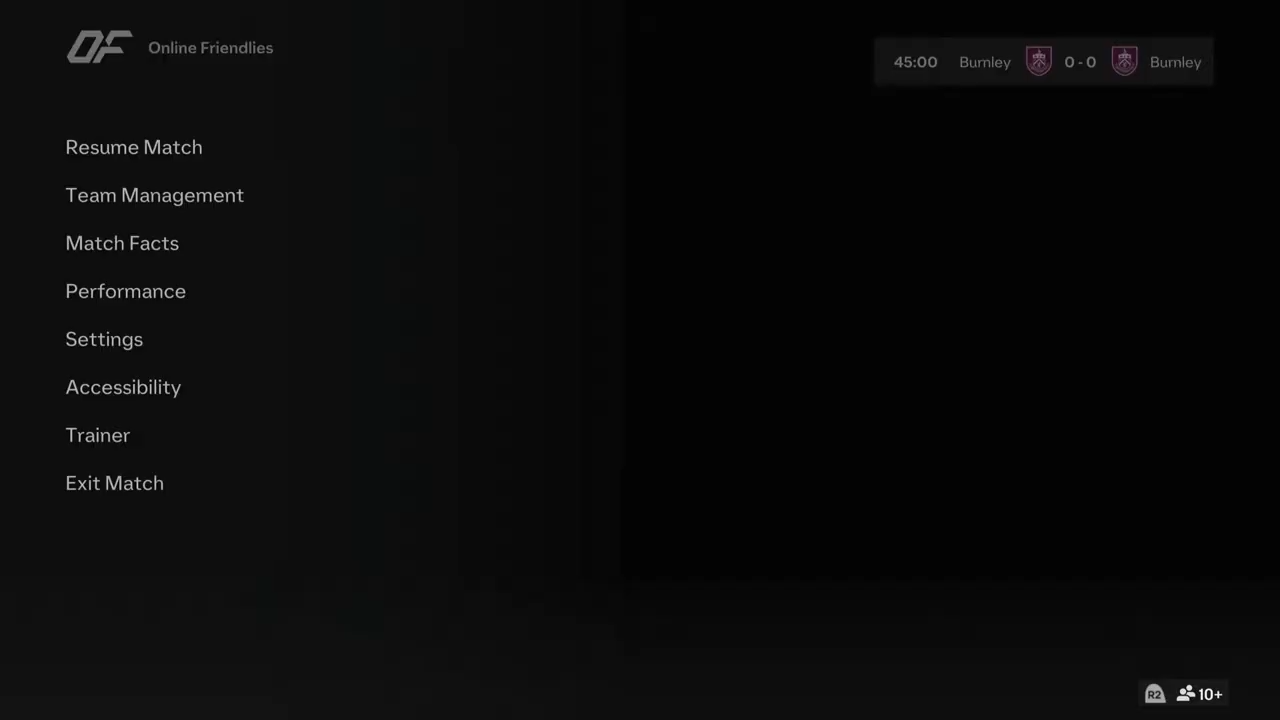 OF Online Friendlies
45:00 Burnley 0 - 0 Burnley
Resume Match
Team Management
Match Facts
Performance
Settings
Accessibility
Trainer
Exit Match
R2 10+